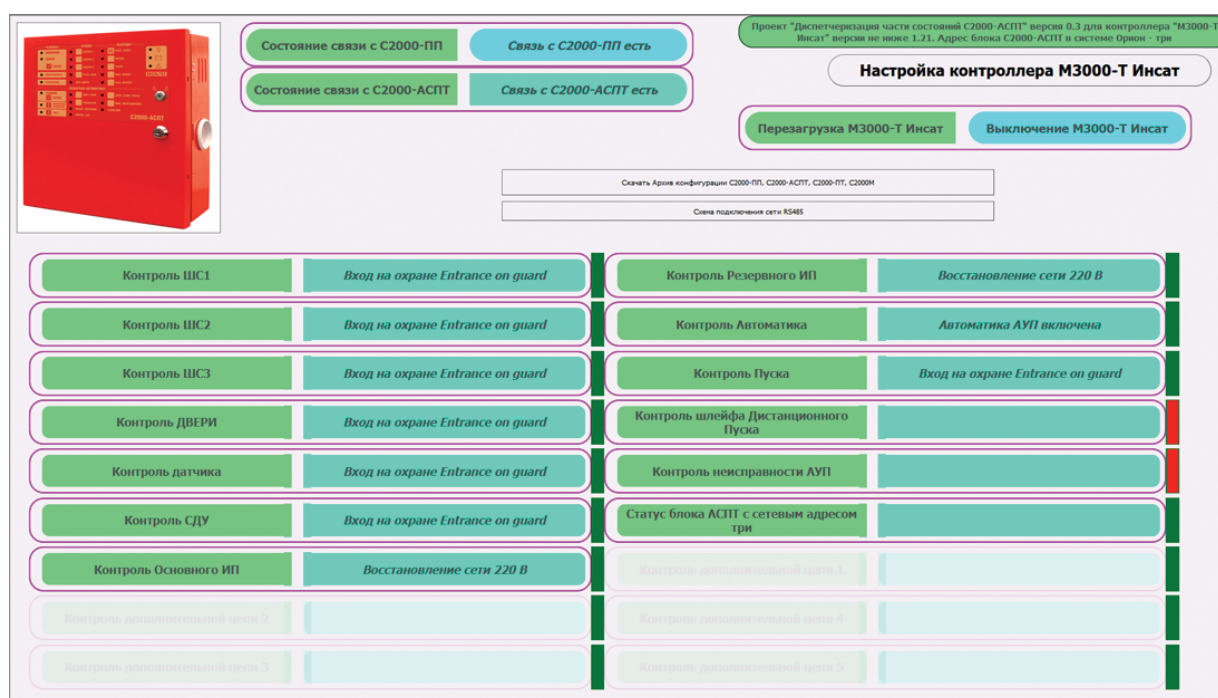 Состояние связи с С2000-ПП
Связь с С2000-ПП есть
Состояние связи с С2000-АСПТ
Связь с С2000-АСПТ есть
Проект "Диспетчеризация части состояний С2000-АСПТ" версия 0.3 для контроллера "М3000-Т
Инсат" версии не ниже 1.21. Адрес блока С2000-АСПТ в системе Орион - три
Настройка контроллера М3000-Т Инсат
Перезагрузка М3000-Т Инсат
Выключение М3000-Т Инсат
С2000-АСПТ
Скачать Архив конфигурации С2000-ПП, С2000-АСПТ, С2000-ПТ, С2000М
Схема подключения сети RS485
Контроль ШС1
Вход на охране Entrance on guard
Контроль Резервного ИП
Восстановление сети 220 В
Контроль ШС2
Вход на охране Entrance on guard
Контроль Автоматика
Автоматика АУП включена
Контроль ШС3
Вход на охране Entrance on guard
Контроль Пуска
Вход на охране Entrance on guard
Контроль ДВЕРИ
Вход на охране Entrance on guard
Контроль шлейфа Дистанционного
Пуска
Контроль датчика
Вход на охране Entrance on guard
Контроль неисправности АУП
Контроль СДУ
Вход на охране Entrance on guard
Статус блока АСПТ с сетевым адресом
три
Контроль Основного ИП
Восстановление сети 220 В
Контроль дополнительной цепи 1
Контроль дополнительной цепи 2
Контроль дополнительной цепи 4
Контроль дополнительной цепи 3
Контроль дополнительной цепи 5